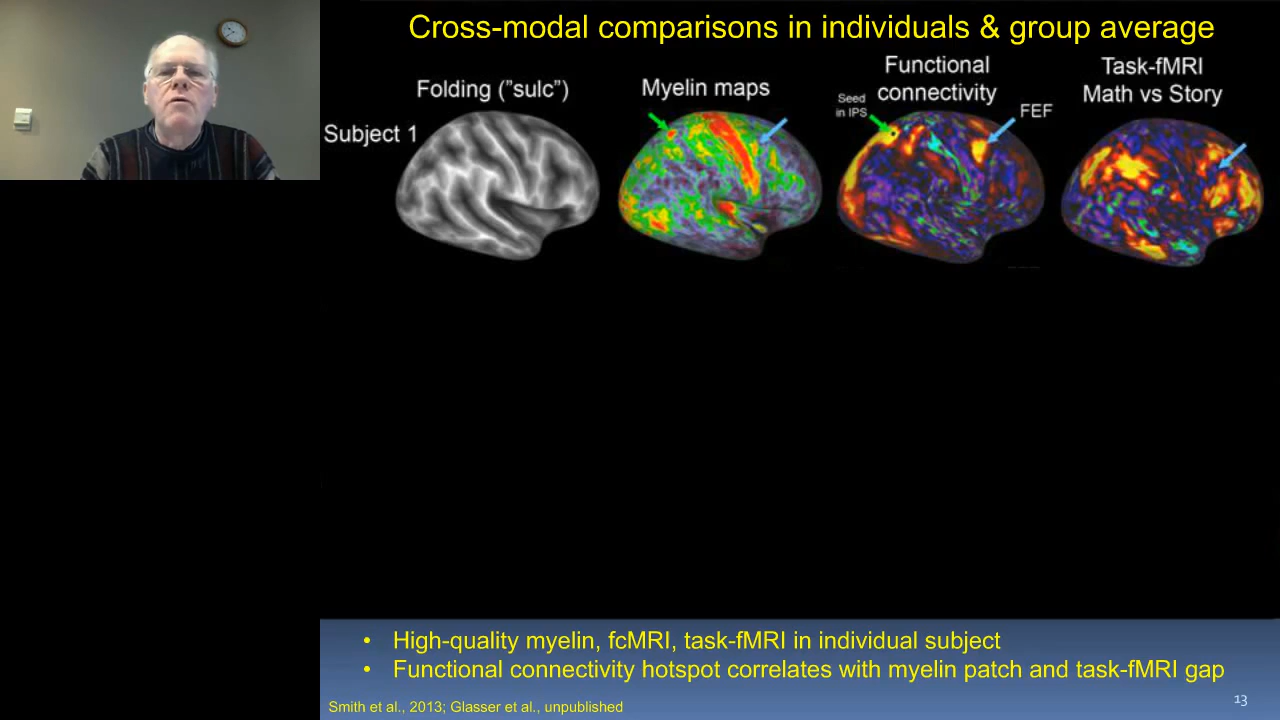 Cross-modal comparisons in individuals & group average
Folding ("sulc")
Myelin maps
Functional
connectivity
Task-fMRI
Math vs Story
Seed
in IPS
FEF
Subject 1
• High-quality myelin, fcMRI, task-fMRI in individual subject
• Functional connectivity hotspot correlates with myelin patch and task-fMRI gap
Smith et al., 2013; Glasser et al., unpublished
13